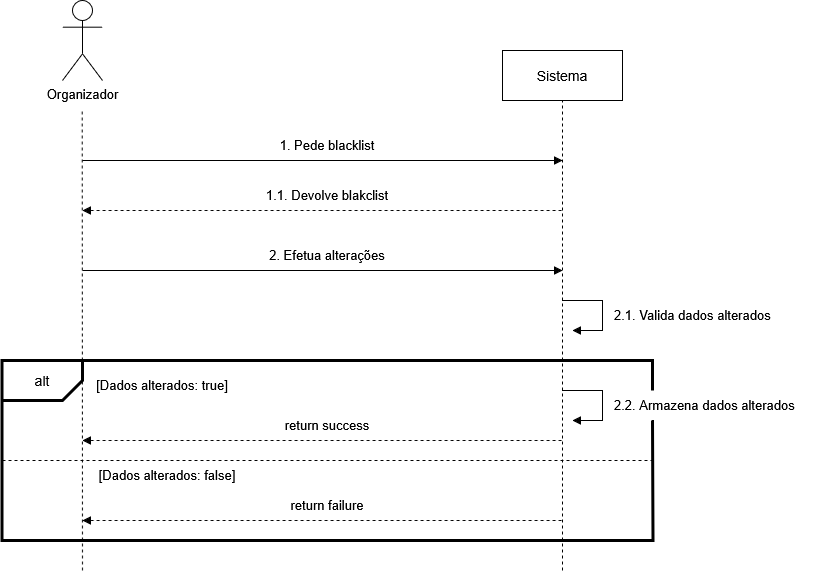 Organizador
Sistema
1. Pede blacklist
1.1. Devolve blakclist
2. Efetua alterações
2.1. Valida dados alterados
alt
[Dados alterados: true]
2.2. Armazena dados alterados
return success
[Dados alterados: false]
return failure